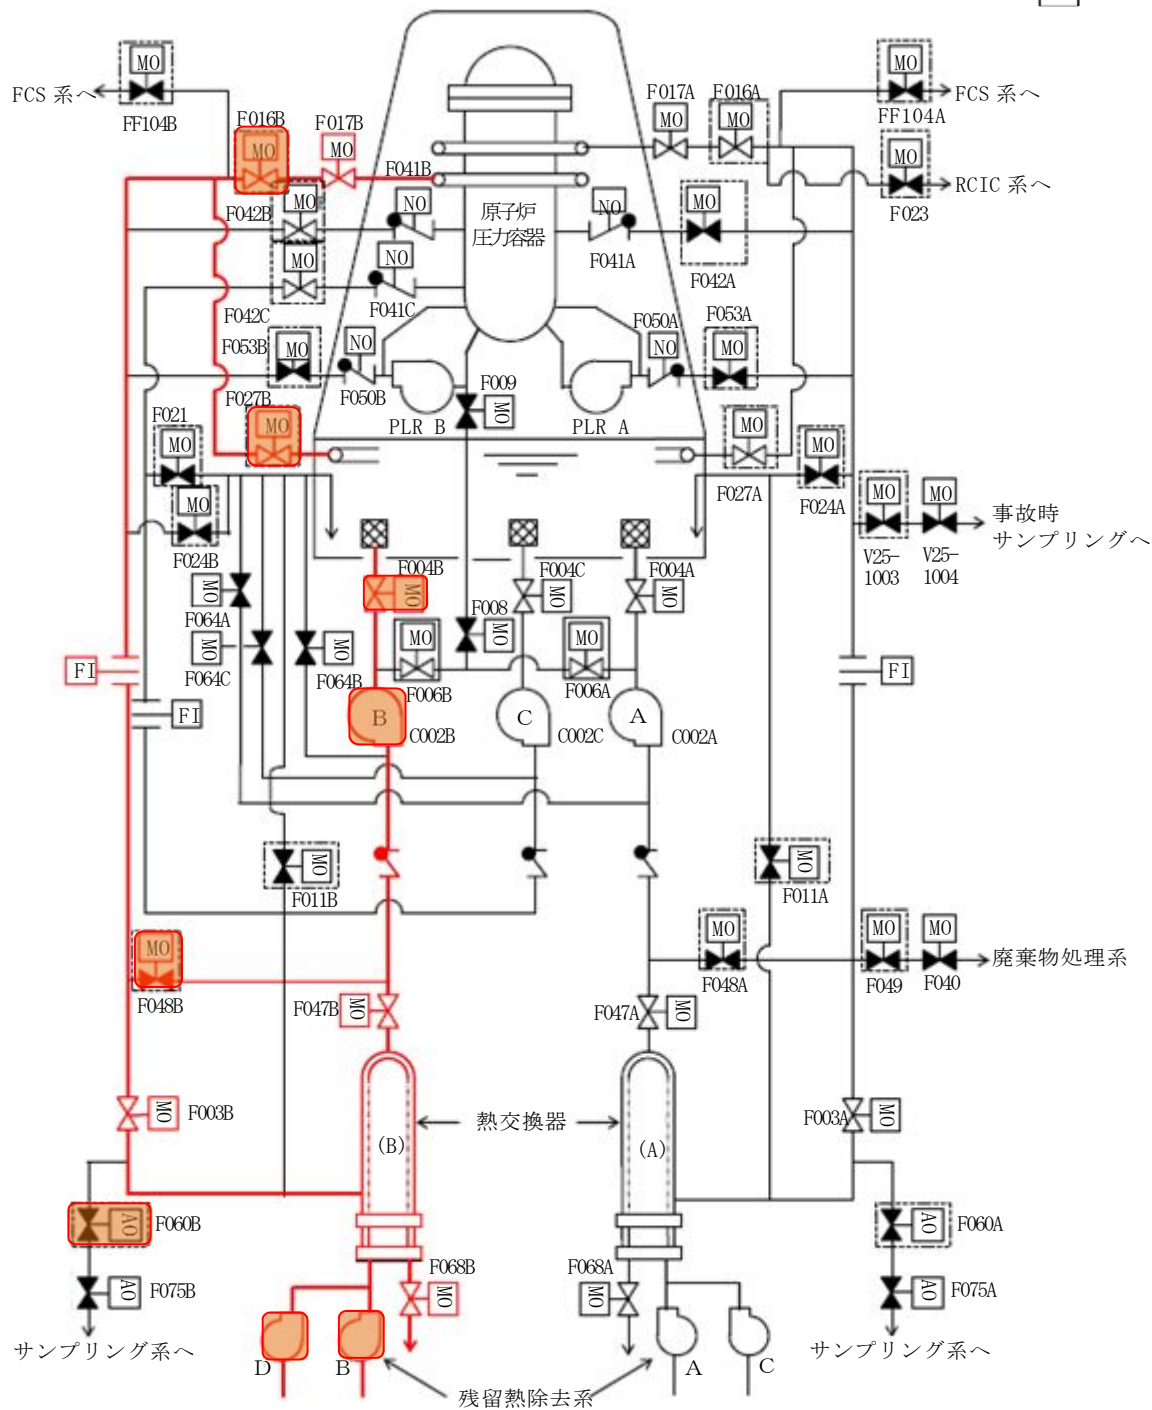 MO
MO
FCS 系へ
FCS 系へ
FF104B
FF104A
F016B
F017B
F017A
F016A
MO
MO
MO
MO
MO
F041B
RCIC 系へ
F023
F042B
MO
NO
原子炉
圧力容器
NO
MO
F041A
F042A
MO
NO
F042C
F041C
F053B
MO
NO
F050B
F050A
NO
F053A
MO
F009
MO
PLR B
PLR A
F027B
MO
F021
MO
MO
F024B
F027A
MO
MO
F024A
MO
MO
V25-
1003
V25-
1004
事故時
サンプリングへ
F004B
MO
F004C
MO
F004A
MO
MO
F064A
MO
F064C
MO
F064B
MO
F006B
F008
MO
MO
F006A
FI
FI
FI
B
C002B
C
C002C
A
C002A
MO
F011B
MO
F011A
MO
F048B
MO
F048A
MO
F049
MO
F040
廃棄物処理系
F047B
MO
F047A
MO
F003B
MO
F003A
MO
熱交換器
(B)
(A)
AO
F060B
AO
F060A
AO
F075B
AO
F075A
F068B
MO
F068A
MO
サンプリング系へ
サンプリング系へ
D
B
A
C
残留熱除去系